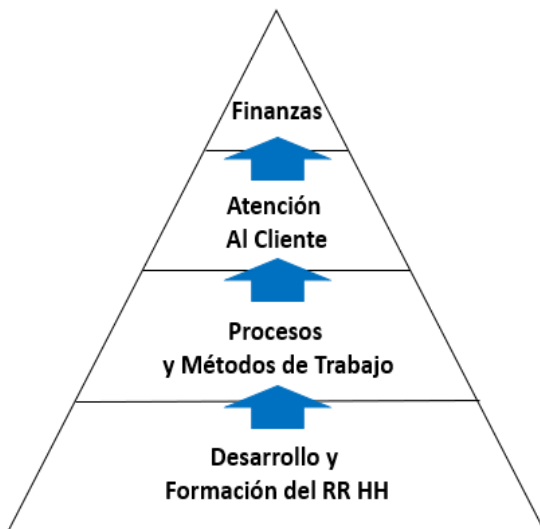 Finanzas
Atención
Al Cliente
Procesos
y Métodos de Trabajo
Desarrollo y
Formación del RR HH